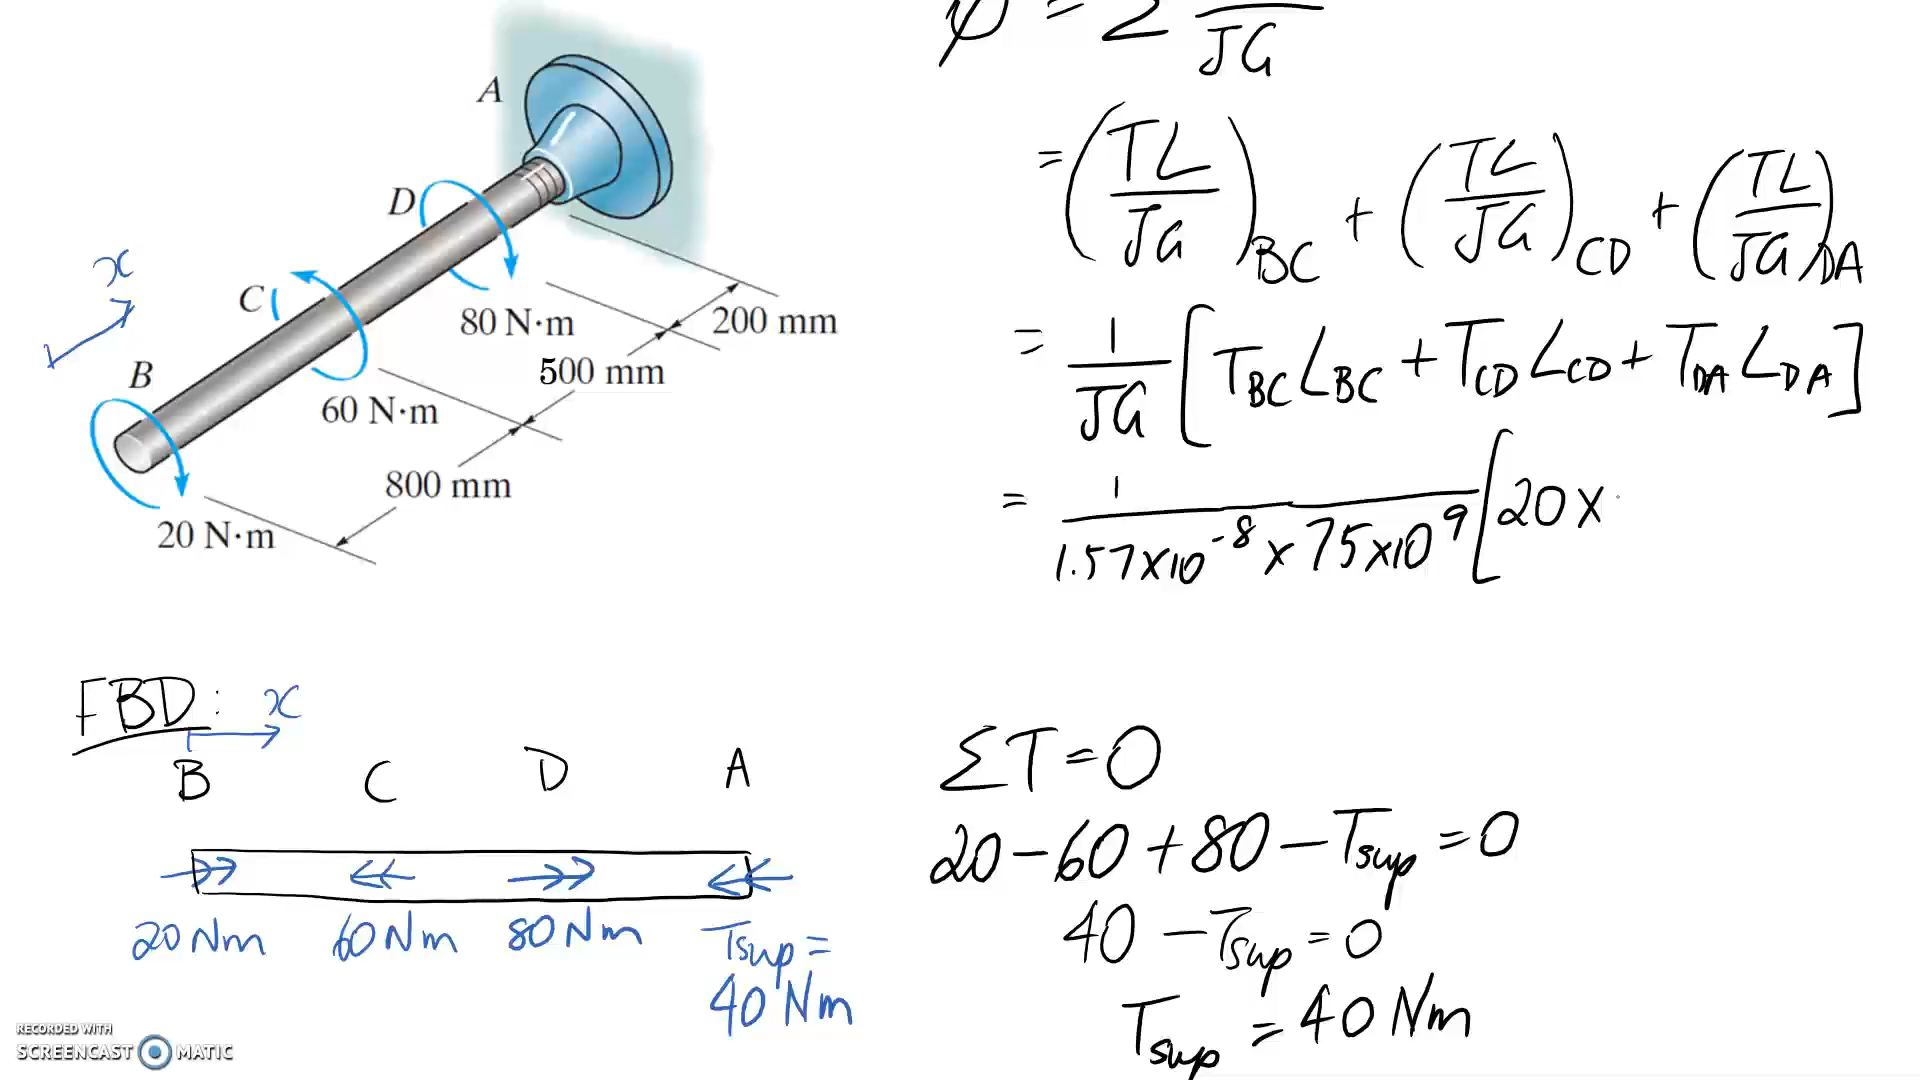 A
D
x
C
80 N·m
200 mm
B
500 mm
60 N·m
800 mm
20 N·m
ψ = Σ / JG
= (TL/JG)BC + (TL/JG)CD + (TL/JG)DA
= 1/JG [TBC LBC + TCD LCD + TDA LDA]
= 1/1.57×10⁻⁸ × 75×10⁹ [20 ×
FBD: x
B C D A
20 Nm 60 Nm 80 Nm Tsup =
40 Nm
ΣT = 0
20 - 60 + 80 - Tsup = 0
40 - Tsup = 0
Tsup = 40 Nm
RECORDED WITH
SCREENCAST MATIC